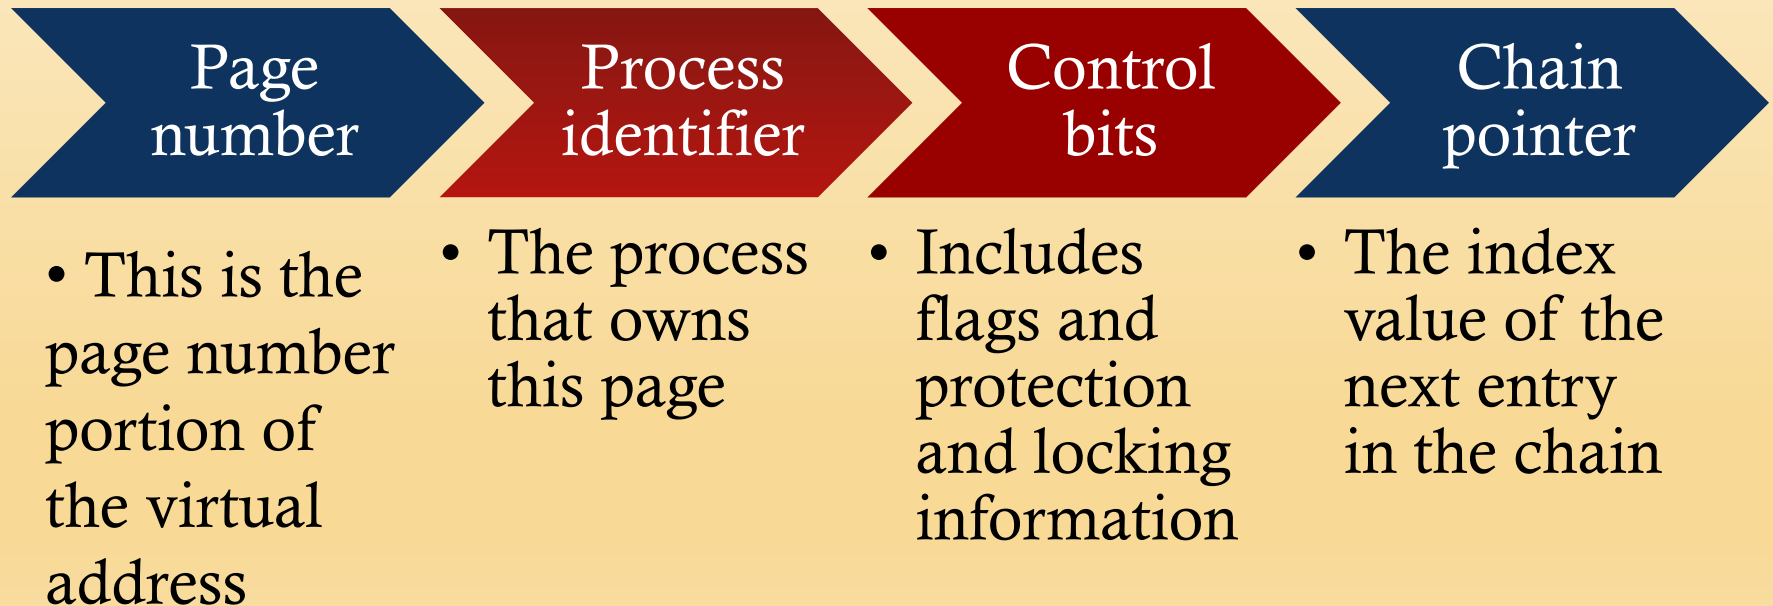 Page
number
Process
identifier
Control
bits
Chain
pointer
• This is the
page number
portion of
the virtual
address
• The process
that owns
this page
• Includes
flags and
protection
and locking
information
• The index
value of the
next entry
in the chain